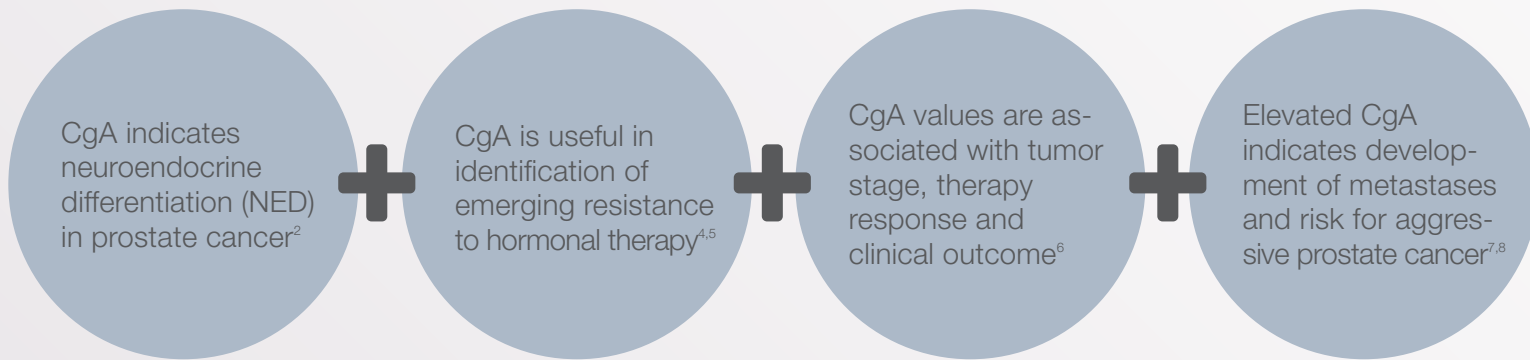 CgA indicates
neuroendocrine
differentiation (NED)
in prostate cancer²
CgA is useful in
identification of
emerging resistance
to hormonal therapy⁴,⁵
CgA values are as-
sociated with tumor
stage, therapy
response and
clinical outcome⁶
Elevated CgA
indicates develop-
ment of metastases
and risk for aggres-
sive prostate cancer⁷,⁸